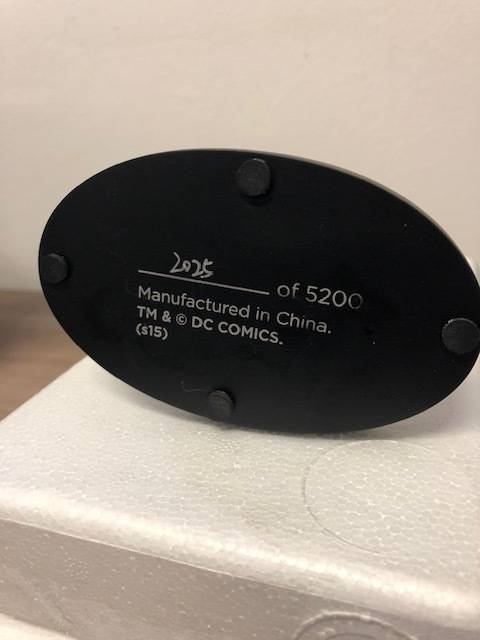 2025 of 5200
Manufactured in China.
TM & © DC COMICS.
(s15)